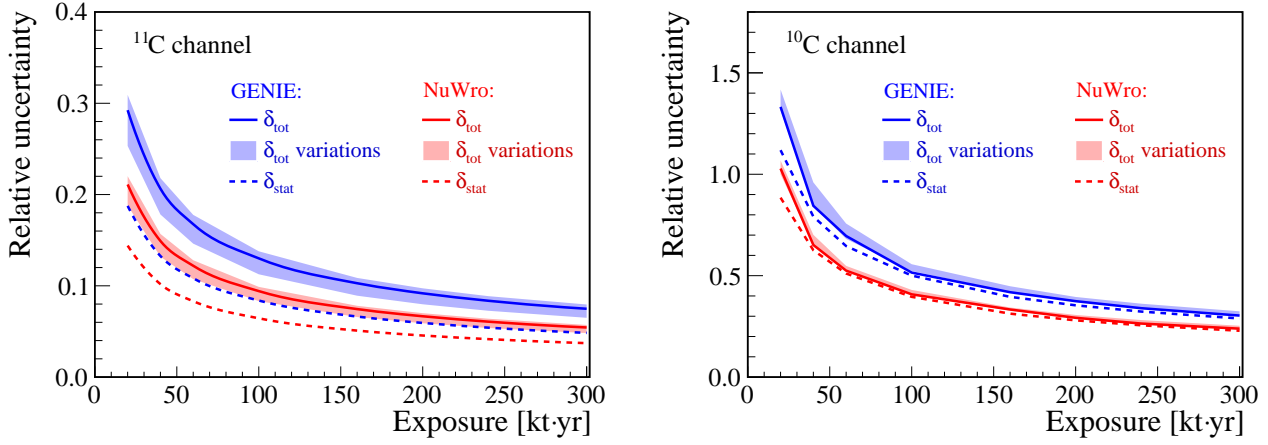 Relative uncertainty
0.4
0.3
0.2
0.1
0.0
¹¹C channel
GENIE:
δtot
δtot variations
δstat
NuWro:
δtot
δtot variations
δstat
0 50 100 150 200 250 300
Exposure [kt·yr]
Relative uncertainty
1.5
1.0
0.5
0.0
¹⁰C channel
GENIE:
δtot
δtot variations
δstat
NuWro:
δtot
δtot variations
δstat
0 50 100 150 200 250 300
Exposure [kt·yr]